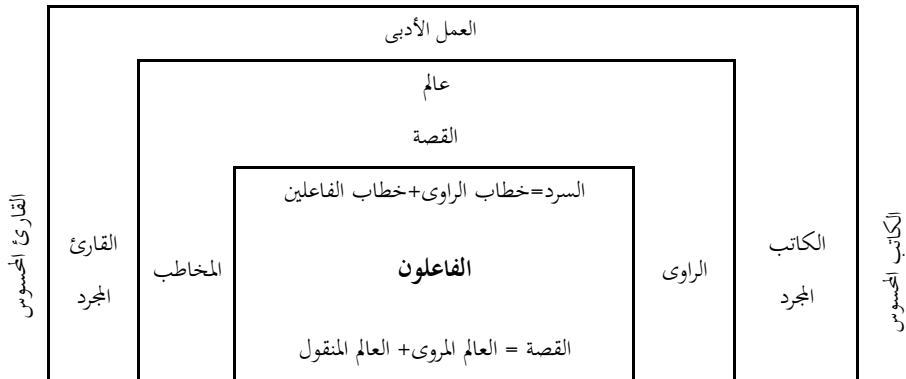 العمل الأدبى
عالم
القصة
السرد=خطاب الراوى+خطاب الفاعلين
الكاتب المحسوس
الكاتب
المجرد
الراوى
الفاعلون
المخاطب
القارئ
المجرد
القارئ المحسوس
القصة = العالم المروى+ العالم المنقول